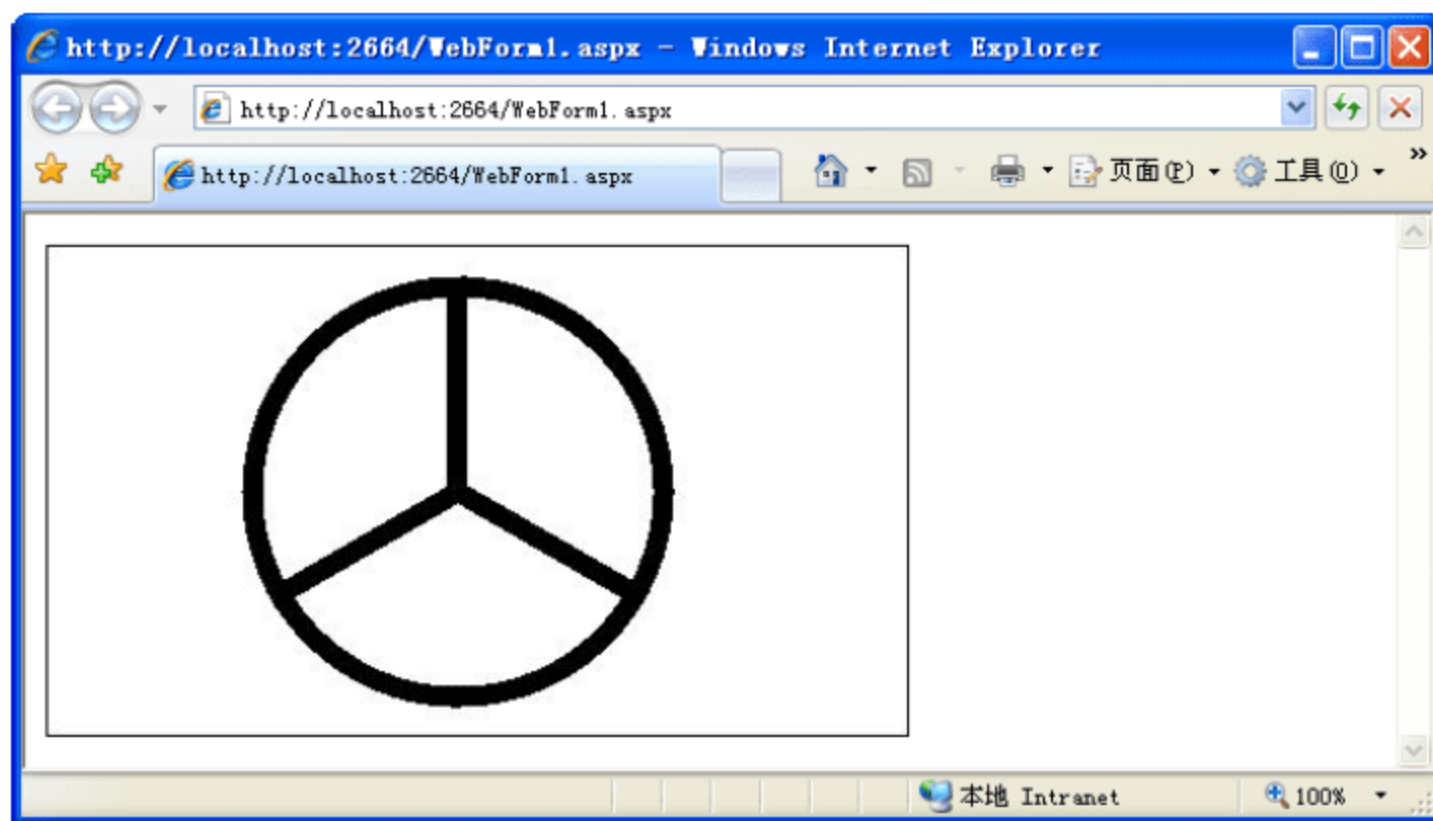 http://localhost:2664/WebForm1.aspx - Windows Internet Explorer
http://localhost:2664/WebForm1.aspx
http://localhost:2664/WebForm1.aspx
页面(P)
工具(O)
本地 Intranet
100%